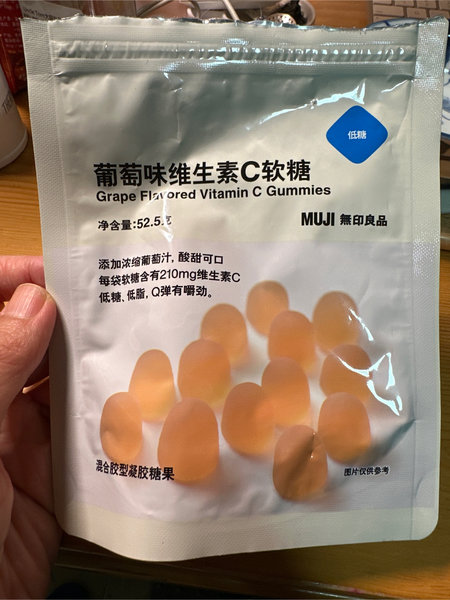 低糖
葡萄味维生素C软糖
Grape Flavored Vitamin C Gummies
净含量:52.5克
MUJI 無印良品
添加浓缩葡萄汁, 酸甜可口
每袋软糖含有210mg维生素C
低糖、低脂, Q弹有嚼劲。
混合胶型凝胶糖果
图片仅供参考